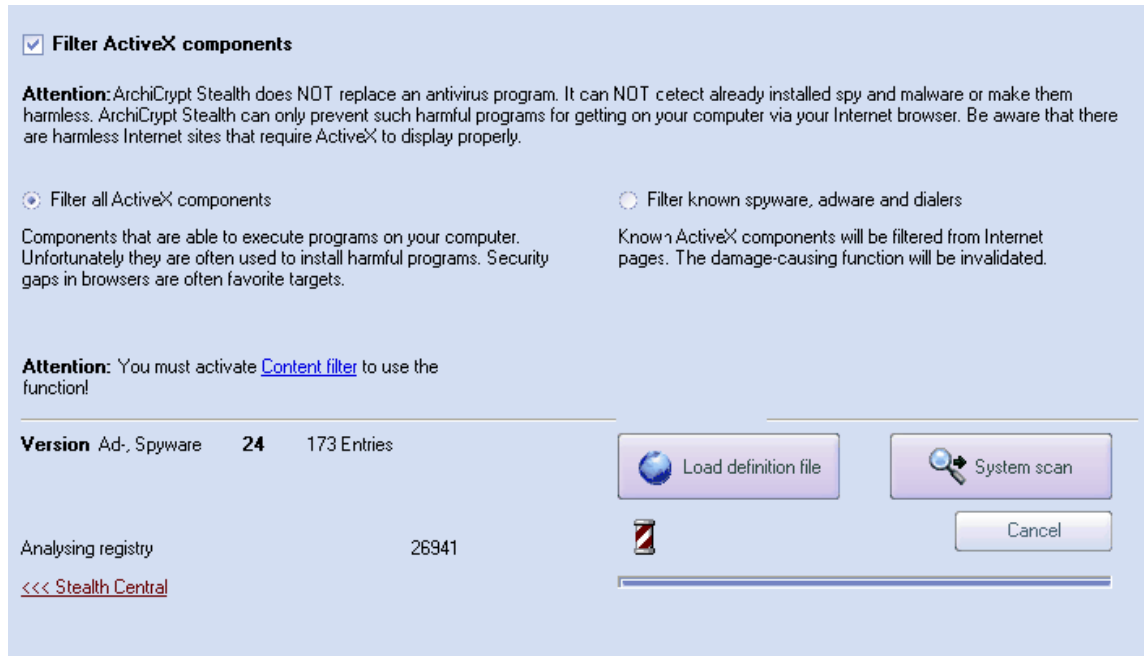 Filter ActiveX components
Attention: ArchiCrypt Stealth does NOT replace an antivirus program. It can NOT cetect already installed spy and malware or make them
harmless. ArchiCrypt Stealth can only prevent such harmful programs for getting on your computer via your Internet browser. Be aware that there
are harmless Internet sites that require ActiveX to display properly.
Filter all ActiveX components
Components that are able to execute programs on your computer.
Unfortunately they are often used to install harmful programs. Security
gaps in browsers are often favorite targets.
Filter known spyware, adware and dialers
Known ActiveX components will be filtered from Internet
pages. The damage-causing function will be invalidated.
Attention: You must activate Content filter to use the
function!
Version Ad-, Spyware 24 173 Entries
Load definition file
System scan
Cancel
Analysing registry 26941
<<< Stealth Central